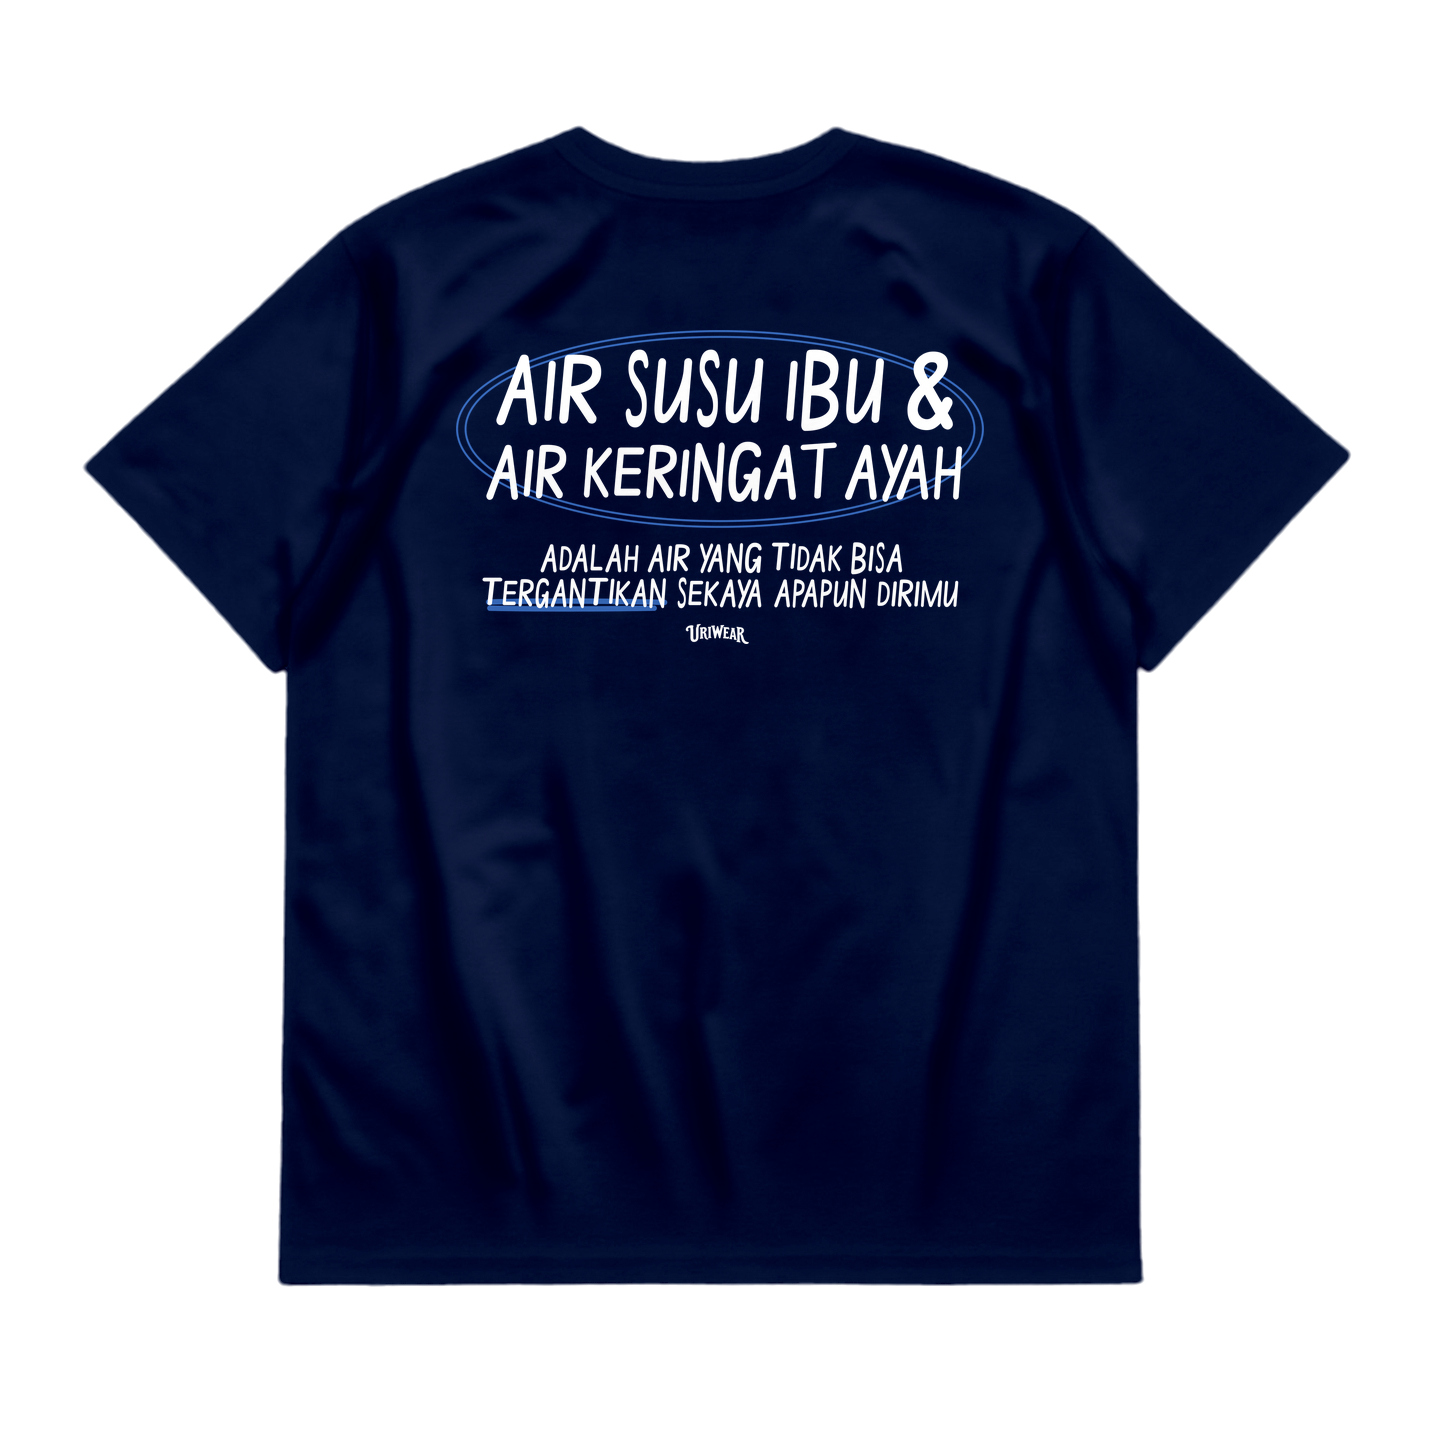 AIR SUSU IBU &
AIR KERINGAT AYAH
ADALAH AIR YANG TIDAK BISA
TERGANTIKAN SEKAYA APAPUN DIRIMU
URIWEAR